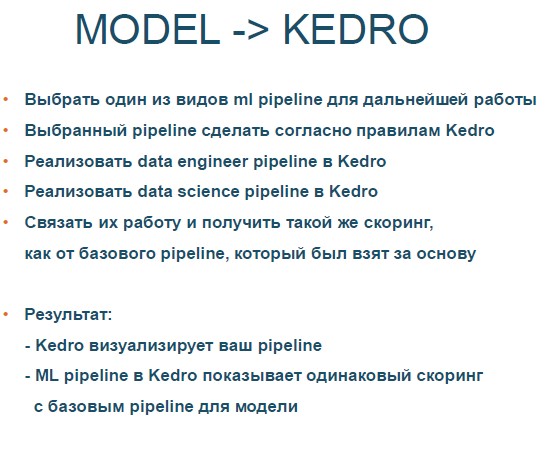 MODEL -> KEDRO
• Выбрать один из видов ml pipeline для дальнейшей работы
• Выбранный pipeline сделать согласно правилам Kedro
• Реализовать data engineer pipeline в Kedro
• Реализовать data science pipeline в Kedro
• Связать их работу и получить такой же скоринг,
как от базового pipeline, который был взят за основу
• Результат:
- Kedro визуализирует ваш pipeline
- ML pipeline в Kedro показывает одинаковый скоринг
с базовым pipeline для модели